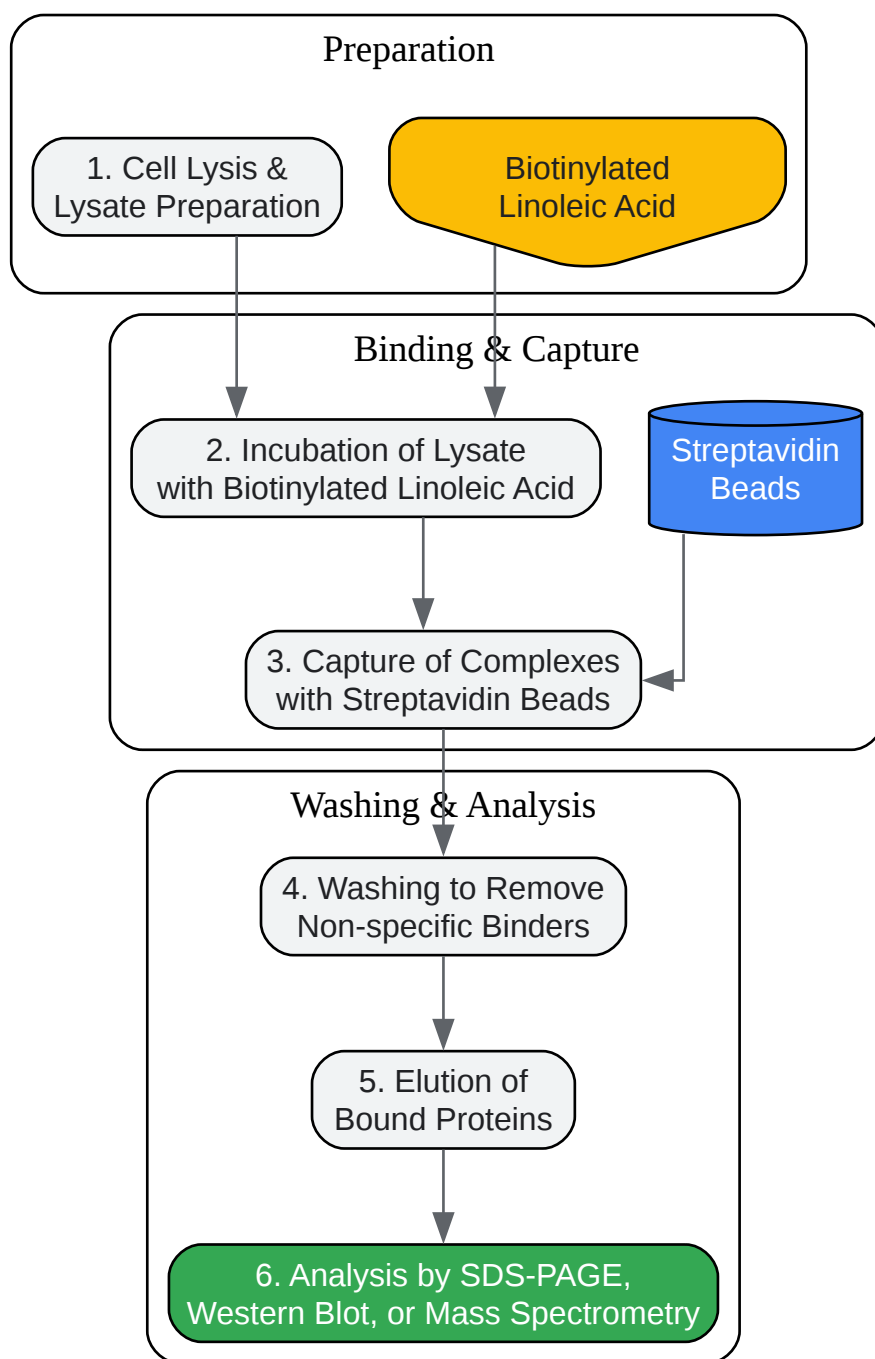 Preparation
1. Cell Lysis &
Lysate Preparation
Biotinylated
Linoleic Acid
Binding & Capture
2. Incubation of Lysate
with Biotinylated Linoleic Acid
Streptavidin
Beads
3. Capture of Complexes
with Streptavidin Beads
Washing & Analysis
4. Washing to Remove
Non-specific Binders
5. Elution of
Bound Proteins
6. Analysis by SDS-PAGE,
Western Blot, or Mass Spectrometry